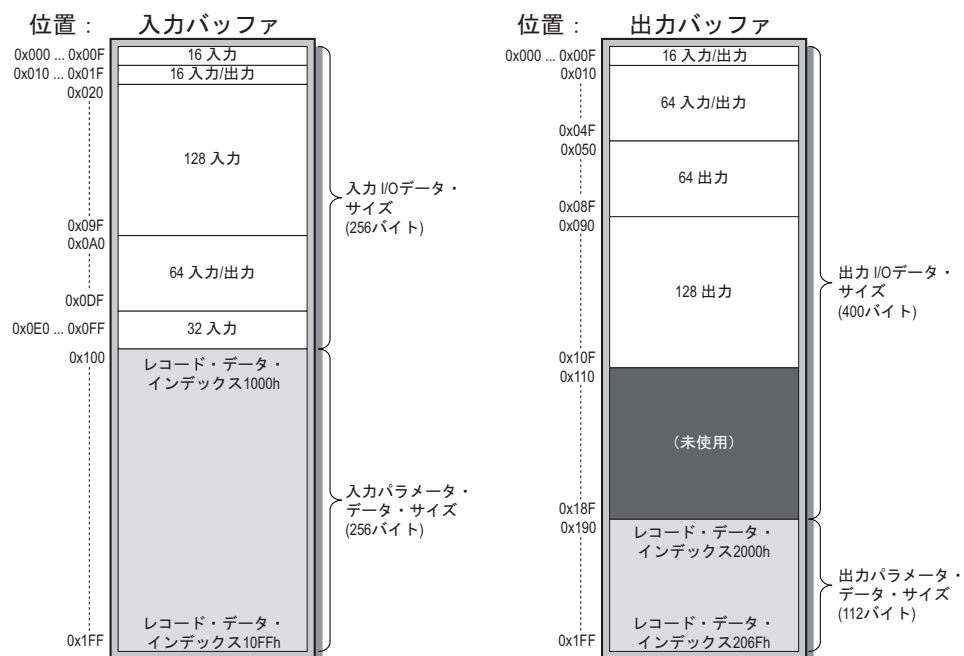 位置： 入力バッファ
0x000 ... 0x00F
16 入力
0x010 ... 0x01F
16 入力/出力
0x020
128 入力
0x09F
0x0A0
64 入力/出力
0x0DF
0x0E0 ... 0x0FF
32 入力
0x100
レコード・データ・
インデックス1000h
レコード・データ・
インデックス10FFh
0x1FF
入力 I/Oデータ・
サイズ
(256バイト)
入力パラメータ・
データ・サイズ
(256バイト)
位置： 出力バッファ
0x000 ... 0x00F
16 入力/出力
0x010
64 入力/出力
0x04F
0x050
64 出力
0x08F
0x090
128 出力
0x10F
0x110
（未使用）
0x18F
0x190
レコード・データ・
インデックス2000h
レコード・データ・
インデックス206Fh
0x1FF
出力 I/Oデータ・
サイズ
(400バイト)
出力パラメータ・
データ・サイズ
(112バイト)